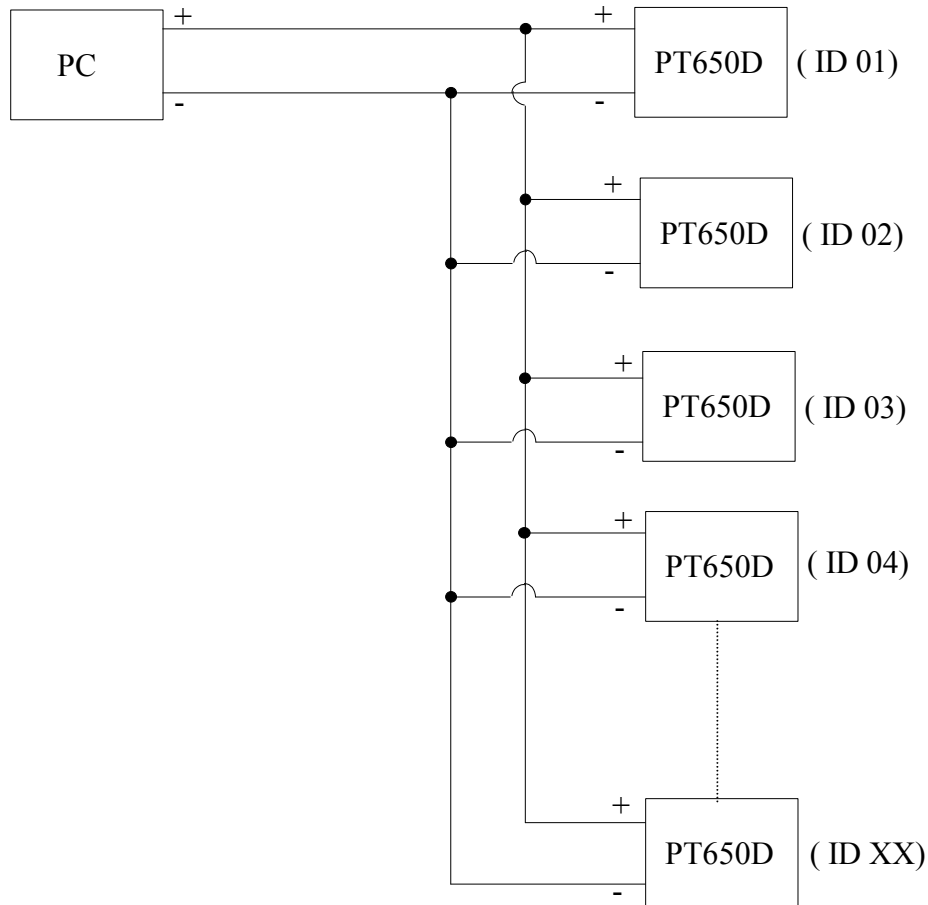 + + 
PC PT650D ( ID 01)
- -
+
PT650D ( ID 02)
-
+
PT650D ( ID 03)
-
+
PT650D ( ID 04)
-
+
PT650D ( ID XX)
-